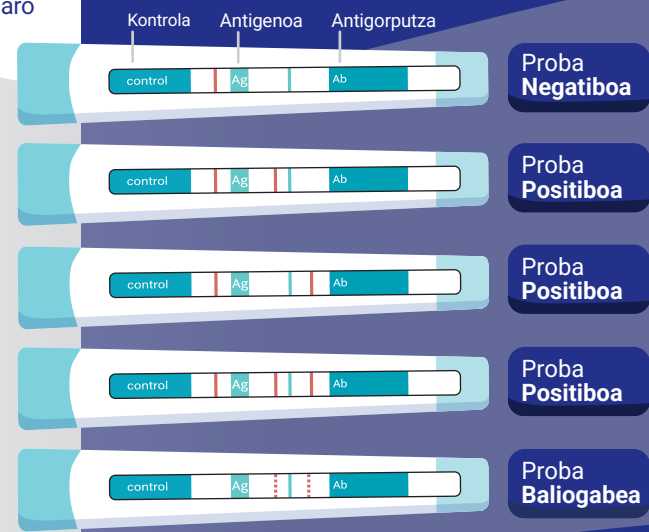 Kontrola Antigenoa Antigorputza
control Ag Ab
Proba
Negatiboa
control Ag Ab
Proba
Positiboa
control Ag Ab
Proba
Positiboa
control Ag Ab
Proba
Positiboa
control Ag Ab
Proba
Baliogabea